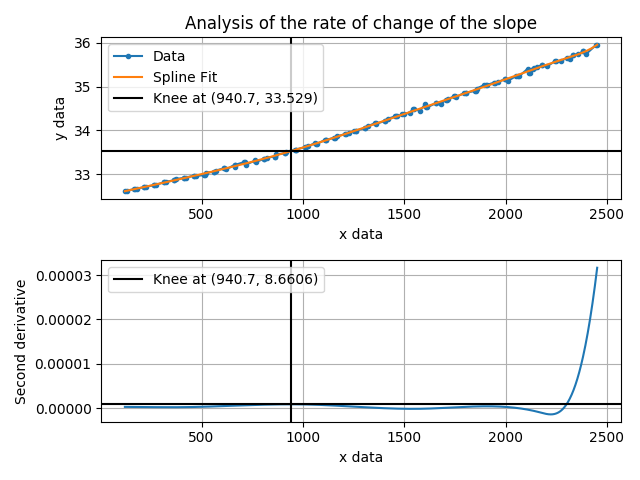 Analysis of the rate of change of the slope
36
35
34
33
y data
Data
Spline Fit
Knee at (940.7, 33.529)
500 1000 1500 2000 2500
x data
0.00003
0.00002
0.00001
0.00000
Second derivative
Knee at (940.7, 8.6606)
500 1000 1500 2000 2500
x data